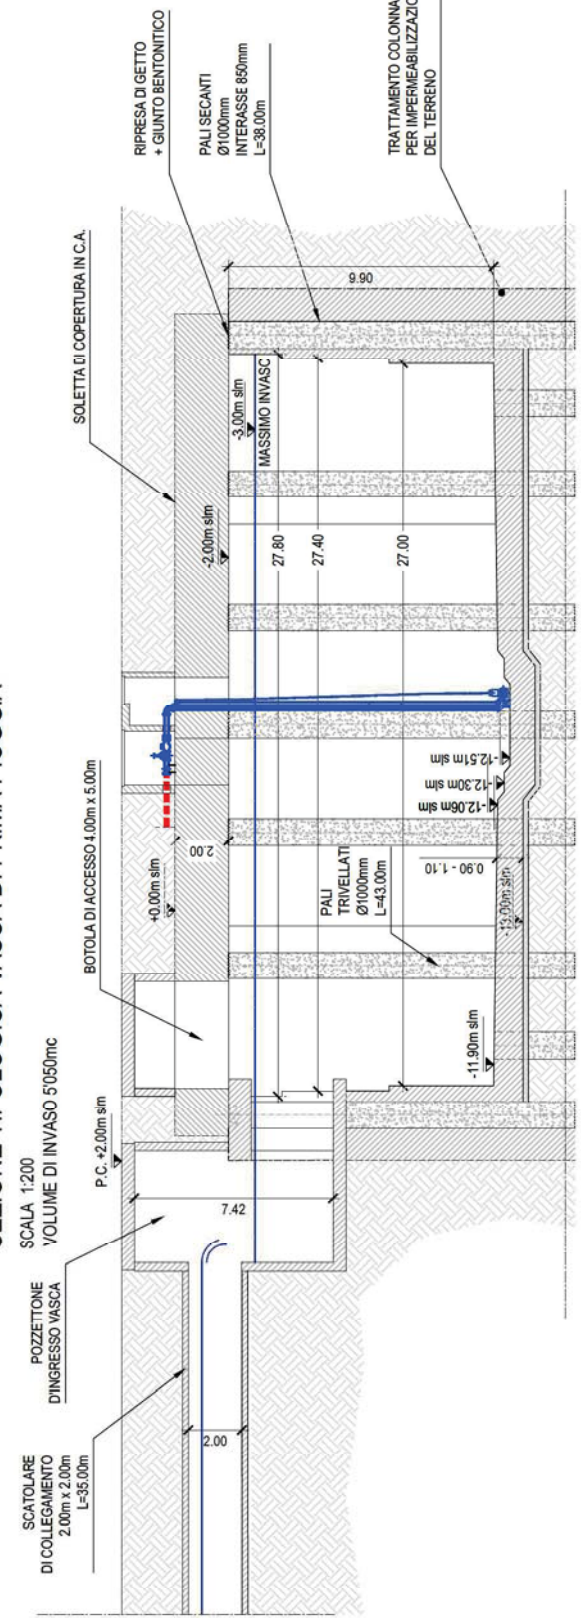 SCALA 1:200
VOLUME DI INVASO 5'050mc
SCATOLARE
DI COLLEGAMENTO
2.00m x 2.00m
L=35.00m
POZZETTONE
D'INGRESSO VASCA
P.C. +2.00m slm
BOTOLA DI ACCESSO 4.00m x 5.00m
+0.00m slm
SOLETTA DI COPERTURA IN C.A.
RIPRESA DI GETTO
+ GIUNTO BENTONITICO
PALI SECANTI
Ø1000mm
INTERASSE 850mm
L=38.00m
TRATTAMENTO COLONNA
PER IMPERMEABILIZZAZIO
DEL TERRENO
2.00
7.42
2.00
-2.00m slm
-3.00m slm
MASSIMO INVASC
27.80
27.40
27.00
9.90
PALI
TRIVELLATI
Ø1000mm
L=43.00m
-11.90m slm
0.90 - 1.10
-13.00m slm
-12.06m slm
-12.30m slm
-12.51m slm